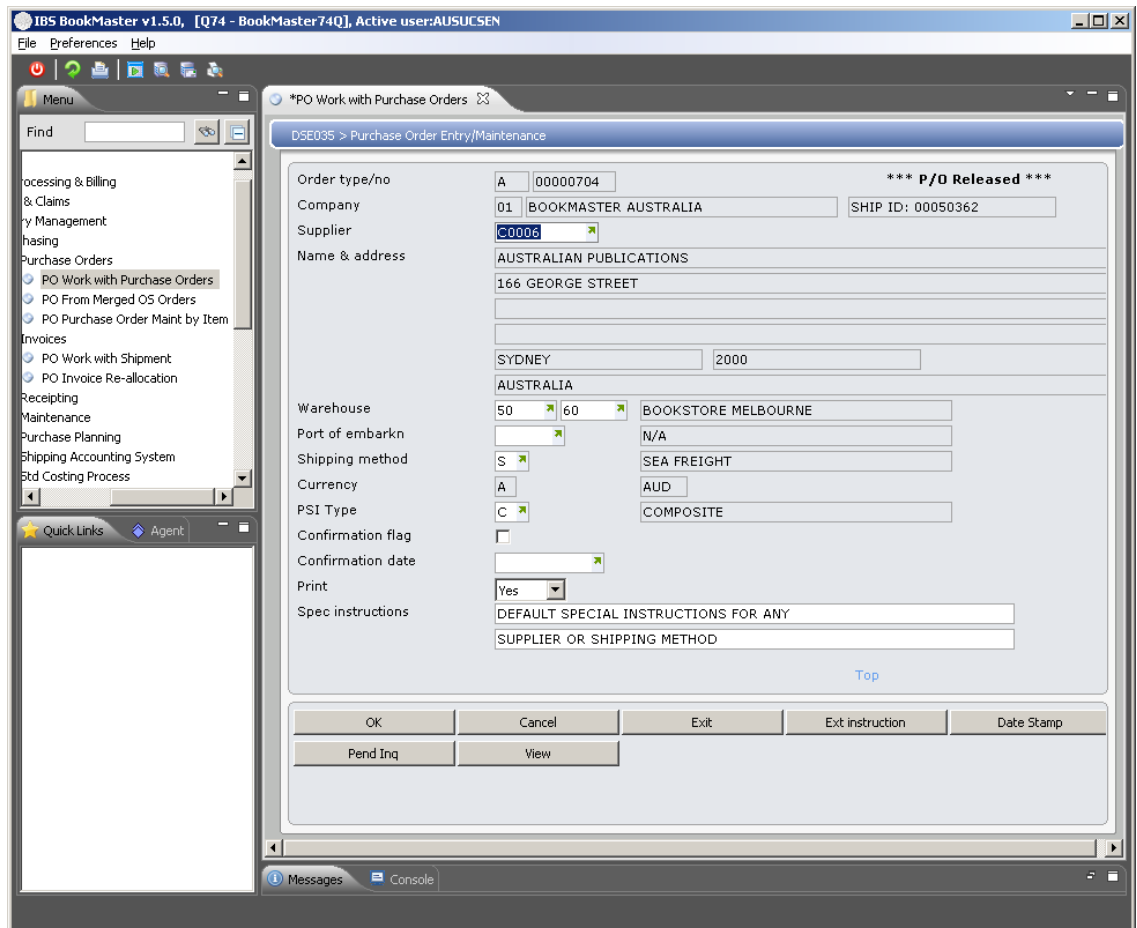 IBS BookMaster v1.5.0, [Q74 - BookMaster74Q], Active user:AUSUCSEN
File Preferences Help
Menu
Find
rocessing & Billing
& Claims
ry Management
hasing
Purchase Orders
PO Work with Purchase Orders
PO From Merged OS Orders
PO Purchase Order Maint by Item
Invoices
PO Work with Shipment
PO Invoice Re-allocation
Receipting
Maintenance
Purchase Planning
Shipping Accounting System
Std Costing Process
Quick Links Agent
*PO Work with Purchase Orders
DSE035 > Purchase Order Entry/Maintenance
Order type/no A 00000704 *** P/O Released ***
Company 01 BOOKMASTER AUSTRALIA SHIP ID: 00050362
Supplier C0006
Name & address AUSTRALIAN PUBLICATIONS
166 GEORGE STREET
SYDNEY 2000
AUSTRALIA
Warehouse 50 60 BOOKSTORE MELBOURNE
Port of embarkn N/A
Shipping method S SEA FREIGHT
Currency A AUD
PSI Type C COMPOSITE
Confirmation flag
Confirmation date
Print Yes
Spec instructions DEFAULT SPECIAL INSTRUCTIONS FOR ANY
SUPPLIER OR SHIPPING METHOD
Top
OK Cancel Exit Ext instruction Date Stamp
Pend Inq View
Messages Console